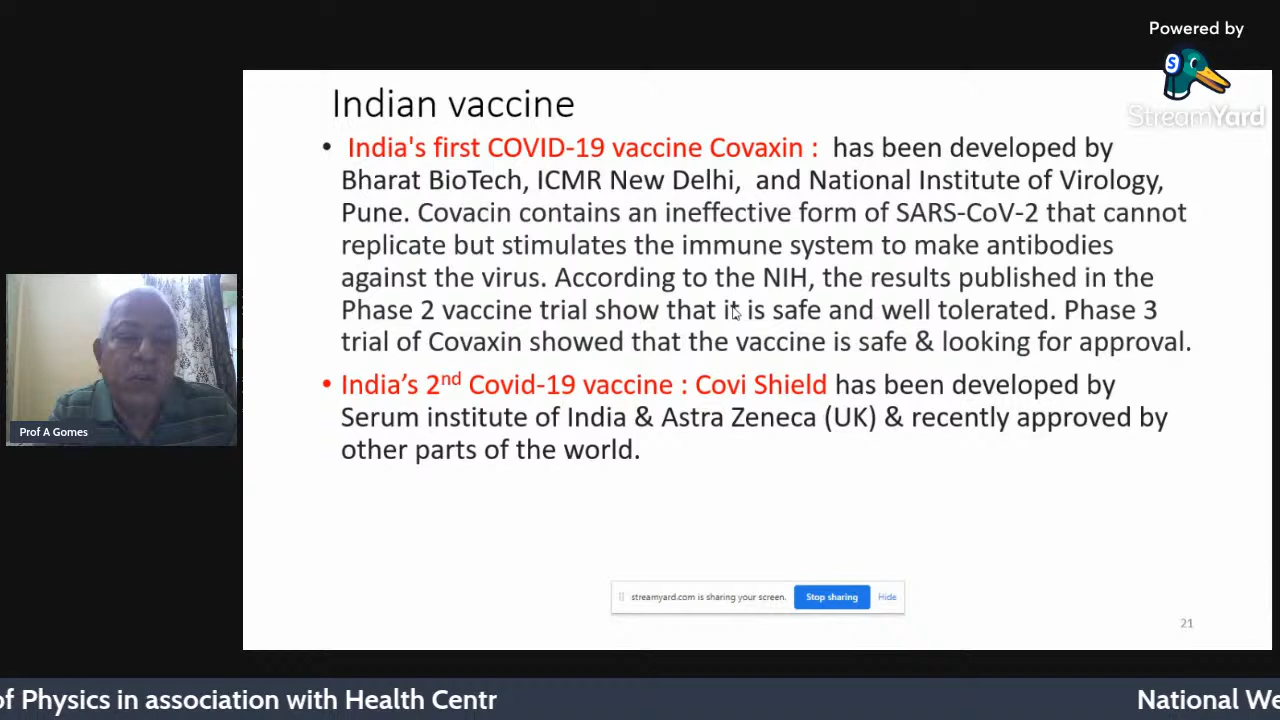 Powered by
S
StreamYard
Indian vaccine
• India's first COVID-19 vaccine Covaxin : has been developed by
Bharat BioTech, ICMR New Delhi, and National Institute of Virology,
Pune. Covacin contains an ineffective form of SARS-CoV-2 that cannot
replicate but stimulates the immune system to make antibodies
against the virus. According to the NIH, the results published in the
Phase 2 vaccine trial show that it is safe and well tolerated. Phase 3
trial of Covaxin showed that the vaccine is safe & looking for approval.
• India’s 2nd Covid-19 vaccine : Covi Shield has been developed by
Serum institute of India & Astra Zeneca (UK) & recently approved by
other parts of the world.
Prof A Gomes
streamyard.com is sharing your screen. Stop sharing Hide
21
of Physics in association with Health Centr National We